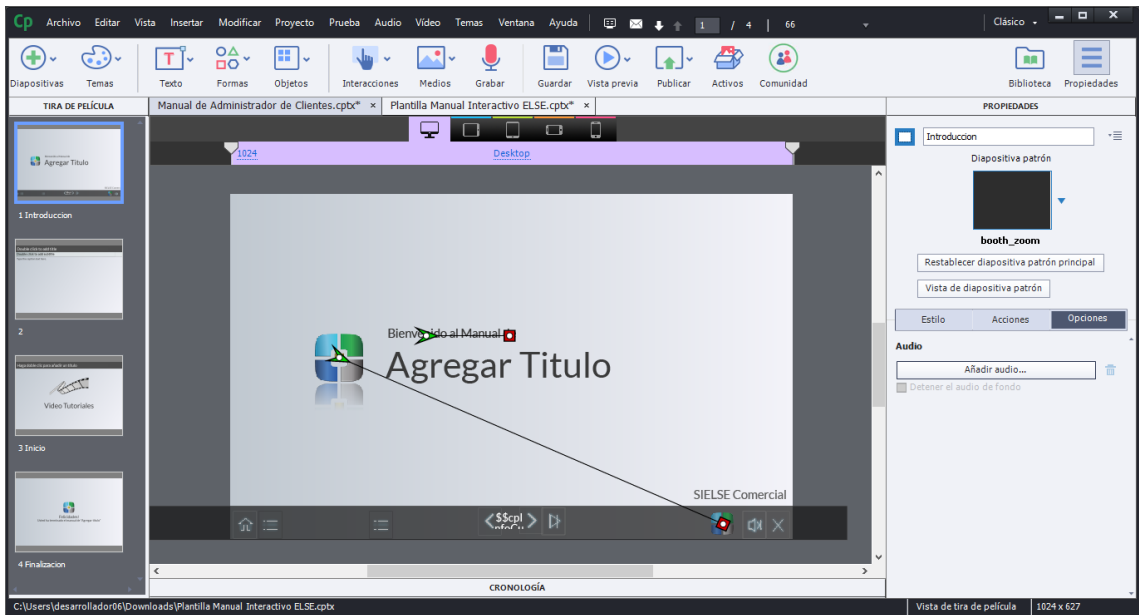 Cp Archivo Editar Vista Insertar Modificar Proyecto Prueba Audio Vídeo Temas Ventana Ayuda 1 / 4 66 Clásico
Diapositivas Temas Texto Formas Objetos Interacciones Medios Grabar Guardar Vista previa Publicar Activos Comunidad Biblioteca Propiedades
TIRA DE PELÍCULA
Manual de Administrador de Clientes.cptx* × Plantilla Manual Interactivo ELSE.cptx* ×
PROPIEDADES
1024 Desktop
Agregar Titulo
1 Introduccion
2
Video Tutoriales
3 Inicio
4 Finalizacion
Bienvenido al Manual
Agregar Titulo
SIELSE Comercial
$$cpI
CRONOLOGÍA
Introduccion
Diapositiva patrón
booth_zoom
Restablecer diapositiva patrón principal
Vista de diapositiva patrón
Estilo Acciones Opciones
Audio
Añadir audio...
Detener el audio de fondo
C:\Users\desarrollador06\Downloads\Plantilla Manual Interactivo ELSE.cptx
Vista de tira de película 1024 x 627